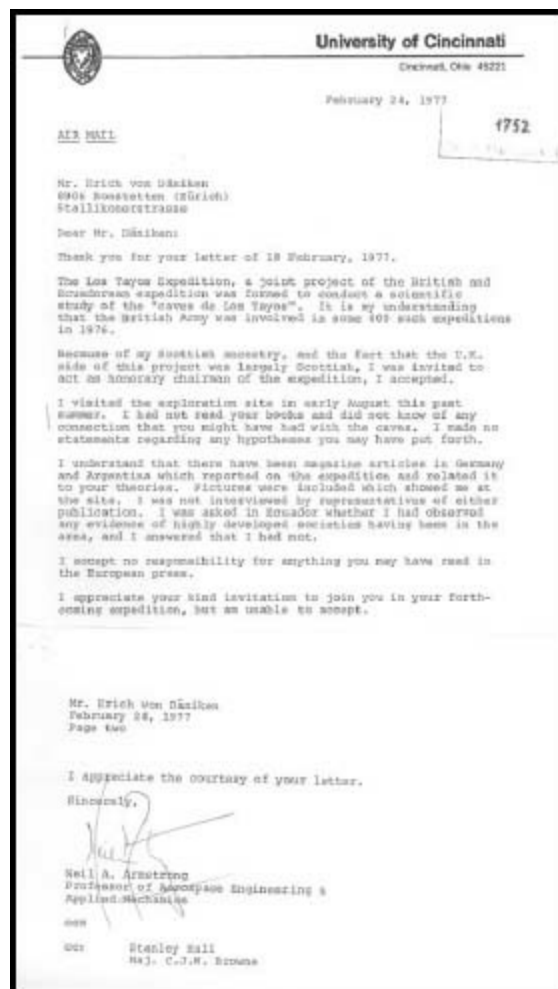 University of Cincinnati
Cincinnati, Ohio 45221
February 24, 1977
1752
AIR MAIL
Mr. Erich von Däniken
8906 Bonstetten (Zürich)
Stallikonerstrasse
Dear Mr. Däniken:
Thank you for your letter of 18 February, 1977.
The Los Tayos Expedition, a joint project of the British and
Ecuadorean expedition was formed to conduct a scientific
study of the "caves de Los Tayos". It is my understanding
that the British Army was involved in some 400 such expeditions
in 1976.
Because of my Scottish ancestry, and the fact that the U.K.
side of this project was largely Scottish, I was invited to
act as honorary chairman of the expedition, I accepted.
I visited the exploration site in early August this past
summer. I had not read your books and did not know of any
connection that you might have had with the caves. I made no
statements regarding any hypotheses you may have put forth.
I understand that there have been magazine articles in Germany
and Argentina which reported on the expedition and related it
to your theories. Pictures were included which showed me at
the site. I was not interviewed by representatives of either
publication. I was asked in Ecuador whether I had observed
any evidence of highly developed societies having been in the
area, and I answered that I had not.
I accept no responsibility for anything you may have read in
the European press.
I appreciate your kind invitation to join you in your forth-
coming expedition, but am unable to accept.
Mr. Erich Von Däniken
February 28, 1977
Page two
I appreciate the courtesy of your letter.
Sincerely,
Neil A. Armstrong
Professor of Aerospace Engineering &
Applied Mechanics
cc: Stanley Hall
Maj. C.J.M. Browne